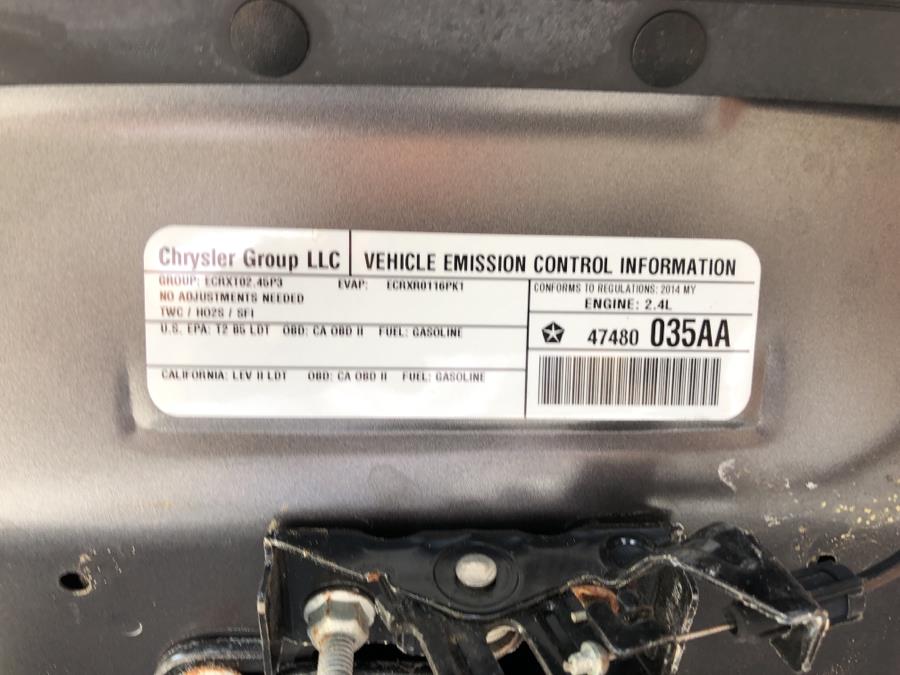 Chrysler Group LLC
VEHICLE EMISSION CONTROL INFORMATION
GROUP: ECRXT02.45P3 EVAP: ECRXR0116PK1
NO ADJUSTMENTS NEEDED
TWC / HO2S / SFI
U.S. EPA: T2 B5 LDT OBD: CA OBD II FUEL: GASOLINE
CALIFORNIA: LEV II LDT OBD: CA OBD II FUEL: GASOLINE
CONFORMS TO REGULATIONS: 2014 MY
ENGINE: 2.4L
47480 035AA